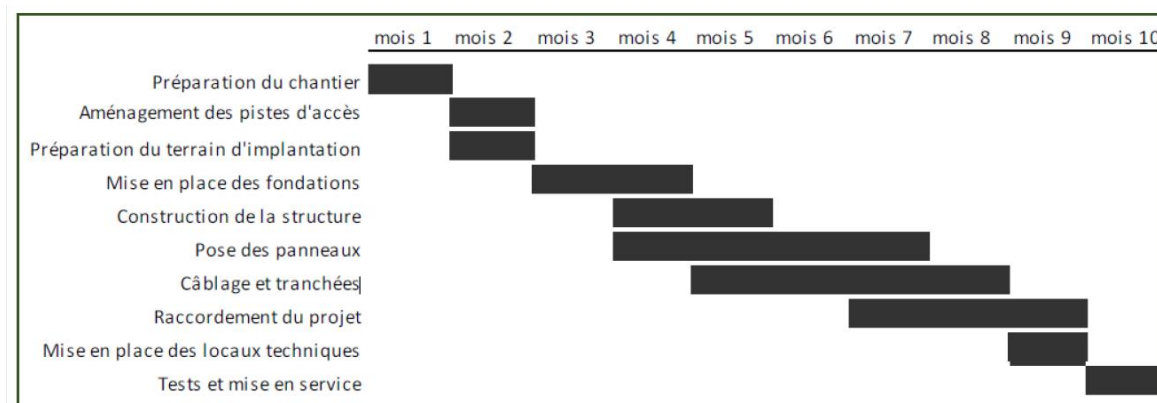 mois 1 mois 2 mois 3 mois 4 mois 5 mois 6 mois 7 mois 8 mois 9 mois 10
Préparation du chantier
Aménagement des pistes d'accès
Préparation du terrain d'implantation
Mise en place des fondations
Construction de la structure
Pose des panneaux
Câblage et tranchées
Raccordement du projet
Mise en place des locaux techniques
Tests et mise en service